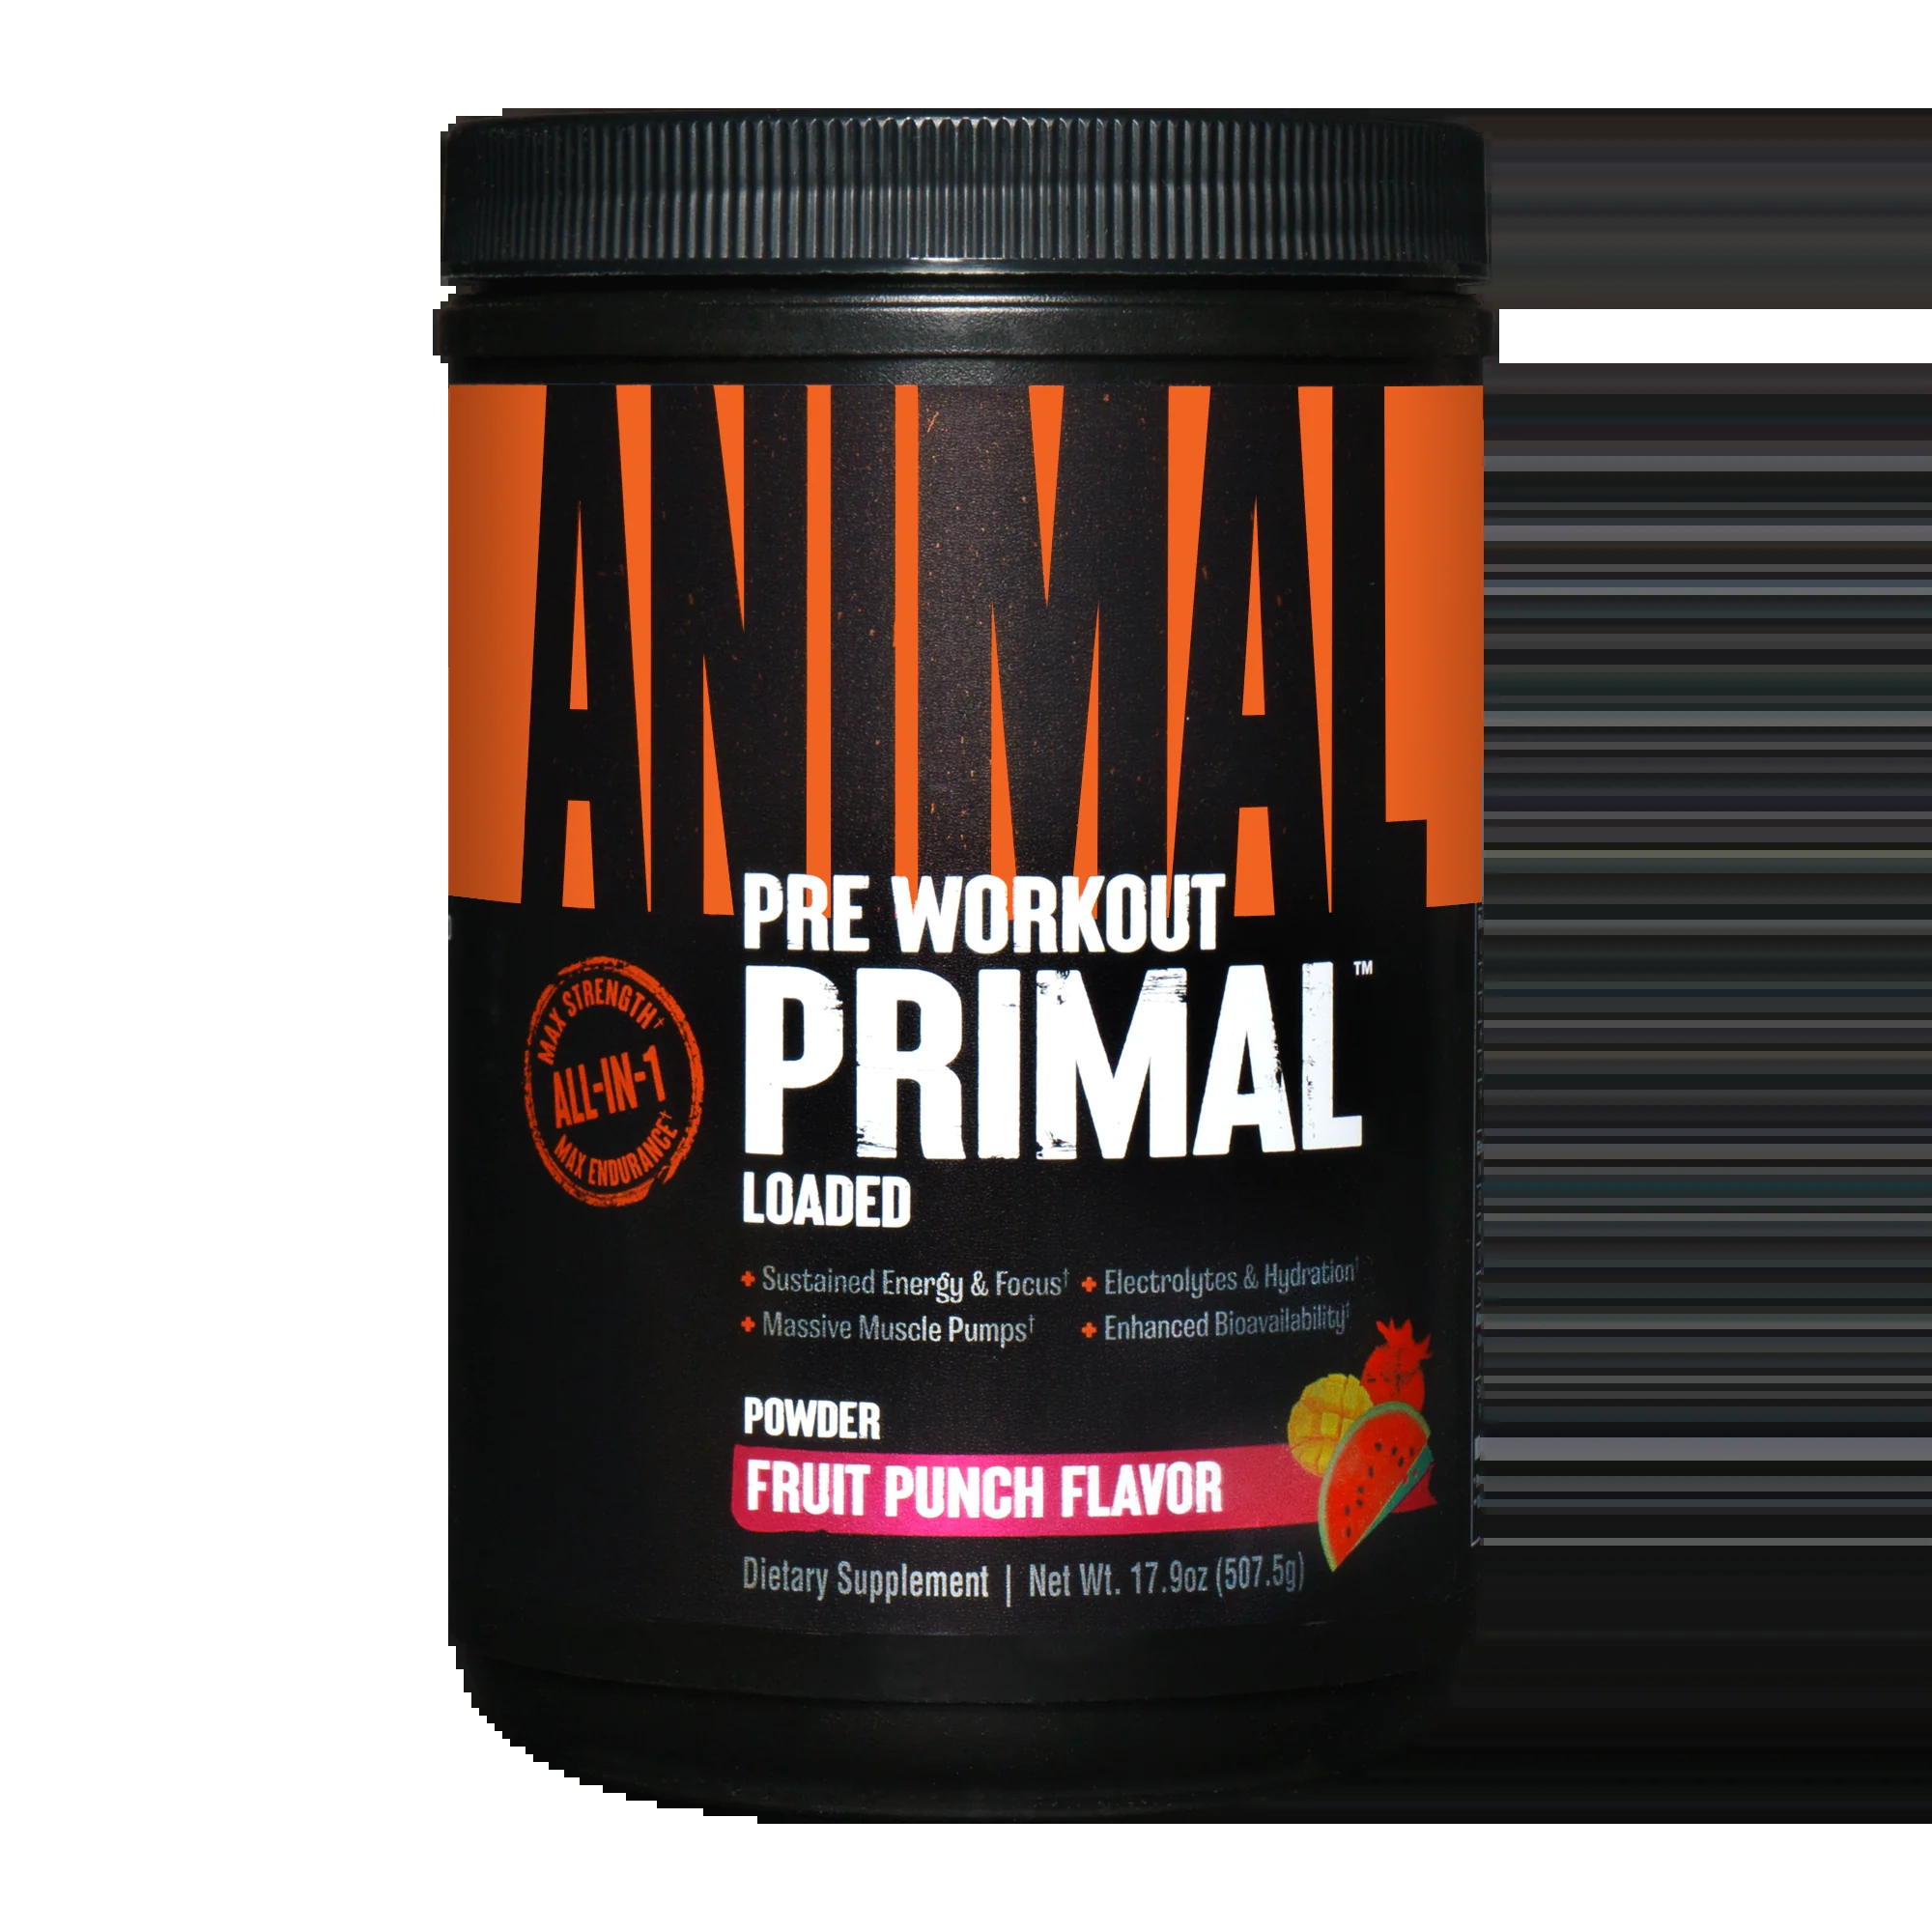 ANIMAL
PRE WORKOUT
PRIMAL™
LOADED
MAX STRENGTH†
ALL-IN-1
MAX ENDURANCE†
Sustained Energy & Focus†
Electrolytes & Hydration†
Massive Muscle Pumps†
Enhanced Bioavailability†
POWDER
FRUIT PUNCH FLAVOR
Dietary Supplement | Net Wt. 17.9oz (507.5g)